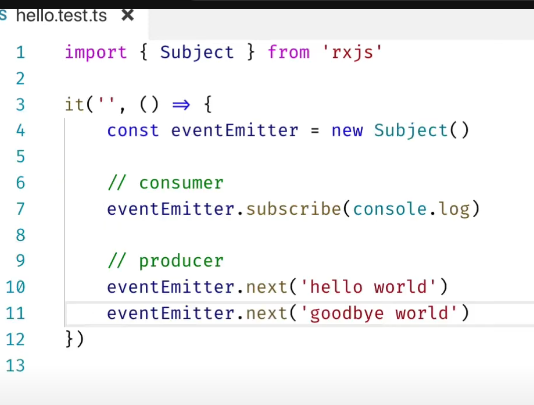 hello.test.ts
1 import { Subject } from 'rxjs'
2
3 it('', () => {
4 const eventEmitter = new Subject()
5
6 // consumer
7 eventEmitter.subscribe(console.log)
8
9 // producer
10 eventEmitter.next('hello world')
11 eventEmitter.next('goodbye world')
12 })
13